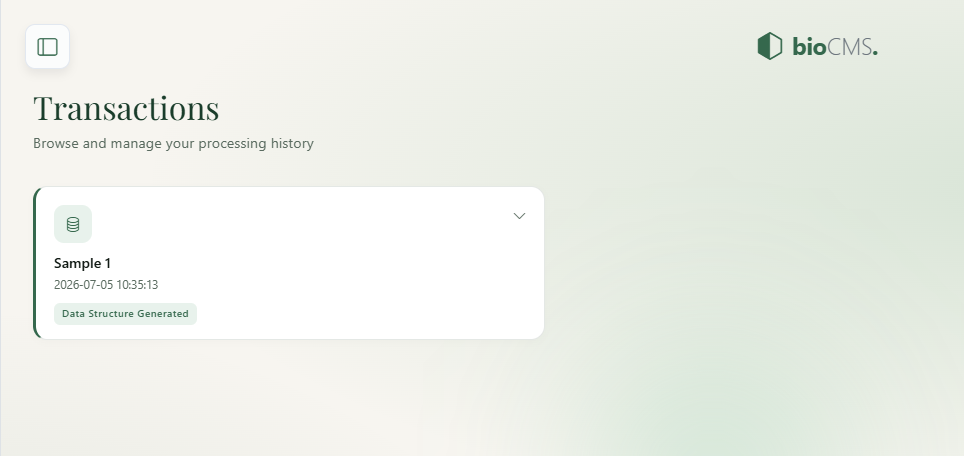 bioCMS.
Transactions
Browse and manage your processing history
Sample 1
2026-07-05 10:35:13
Data Structure Generated